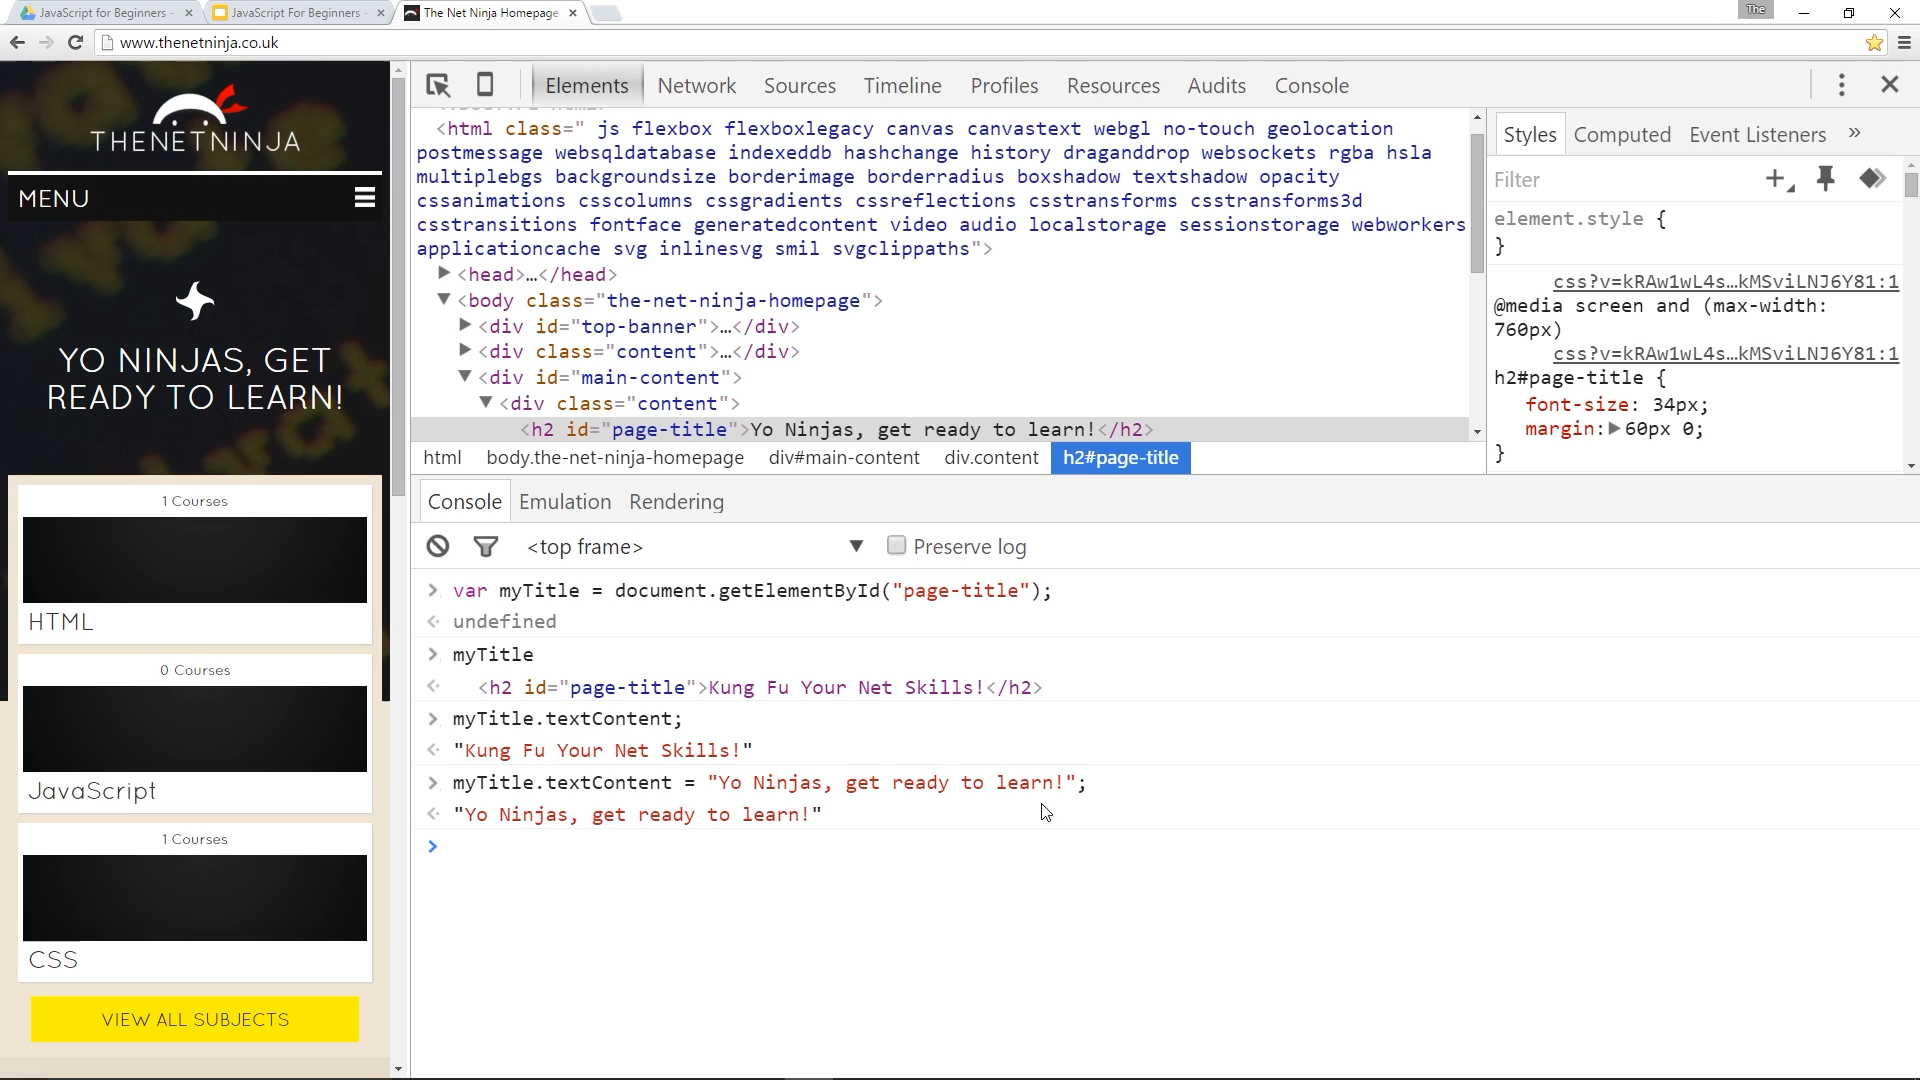 JavaScript for Beginners -
JavaScript For Beginners -
The Net Ninja Homepage
The
www.thenetninja.co.uk
THENETNINJA
MENU
YO NINJAS, GET
READY TO LEARN!
1 Courses
HTML
0 Courses
JavaScript
1 Courses
CSS
VIEW ALL SUBJECTS
Elements Network Sources Timeline Profiles Resources Audits Console
<html class=" js flexbox flexboxlegacy canvas canvastext webgl no-touch geolocation
postmessage websqldatabase indexeddb hashchange history draganddrop websockets rgba hsla
multiplebgs backgroundsize borderimage borderradius boxshadow textshadow opacity
cssanimations csscolumns cssgradients cssreflections csstransforms csstransforms3d
csstransitions fontface generatedcontent video audio localstorage sessionstorage webworkers
applicationcache svg inlinesvg smil svgclippaths">
<head>…</head>
<body class="the-net-ninja-homepage">
<div id="top-banner">…</div>
<div class="content">…</div>
<div id="main-content">
<div class="content">
<h2 id="page-title">Yo Ninjas, get ready to learn!</h2>
html body.the-net-ninja-homepage div#main-content div.content h2#page-title
Styles Computed Event Listeners »
Filter
element.style {
}
css?v=kRAw1wL4s…kMSviLNJ6Y81:1
@media screen and (max-width:
760px)
css?v=kRAw1wL4s…kMSviLNJ6Y81:1
h2#page-title {
font-size: 34px;
margin: 60px 0;
}
Console Emulation Rendering
<top frame> Preserve log
> var myTitle = document.getElementById("page-title");
undefined
> myTitle
<h2 id="page-title">Kung Fu Your Net Skills!</h2>
> myTitle.textContent;
"Kung Fu Your Net Skills!"
> myTitle.textContent = "Yo Ninjas, get ready to learn!";
"Yo Ninjas, get ready to learn!"
>